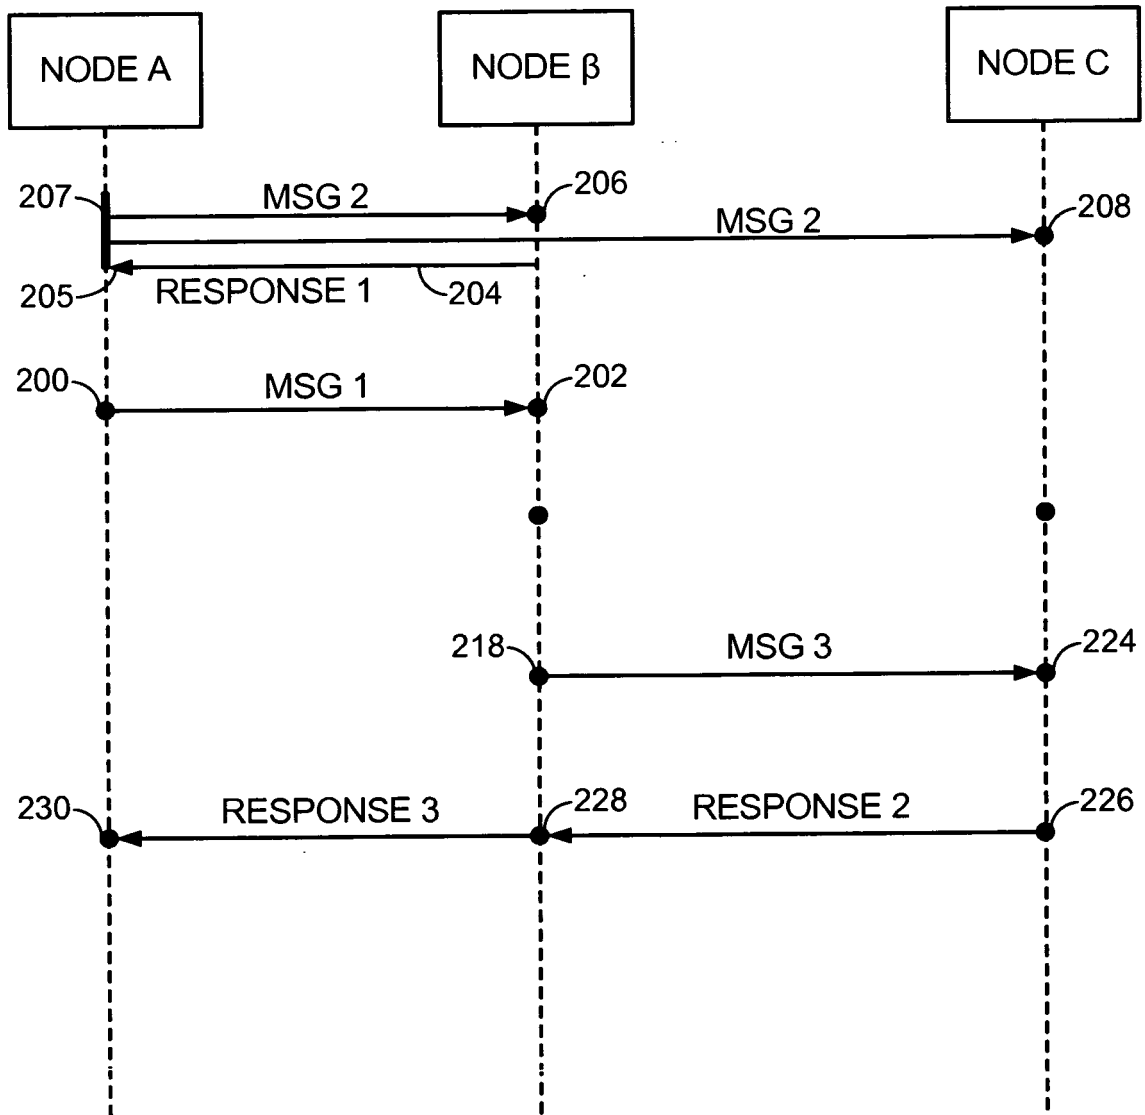 NODE A
NODE β
NODE C
207
MSG 2
206
MSG 2
208
205
RESPONSE 1
204
200
MSG 1
202
218
MSG 3
224
230
RESPONSE 3
228
RESPONSE 2
226